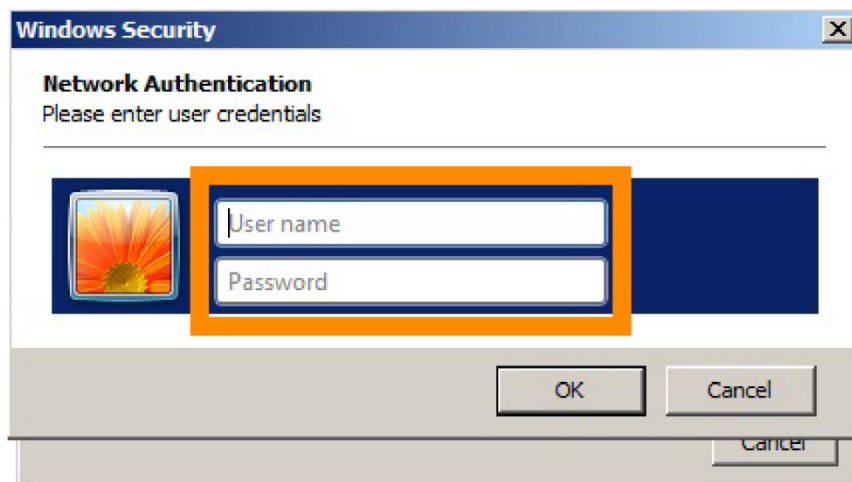 Windows Security
Network Authentication
Please enter user credentials
User name
Password
OK Cancel
Cancel